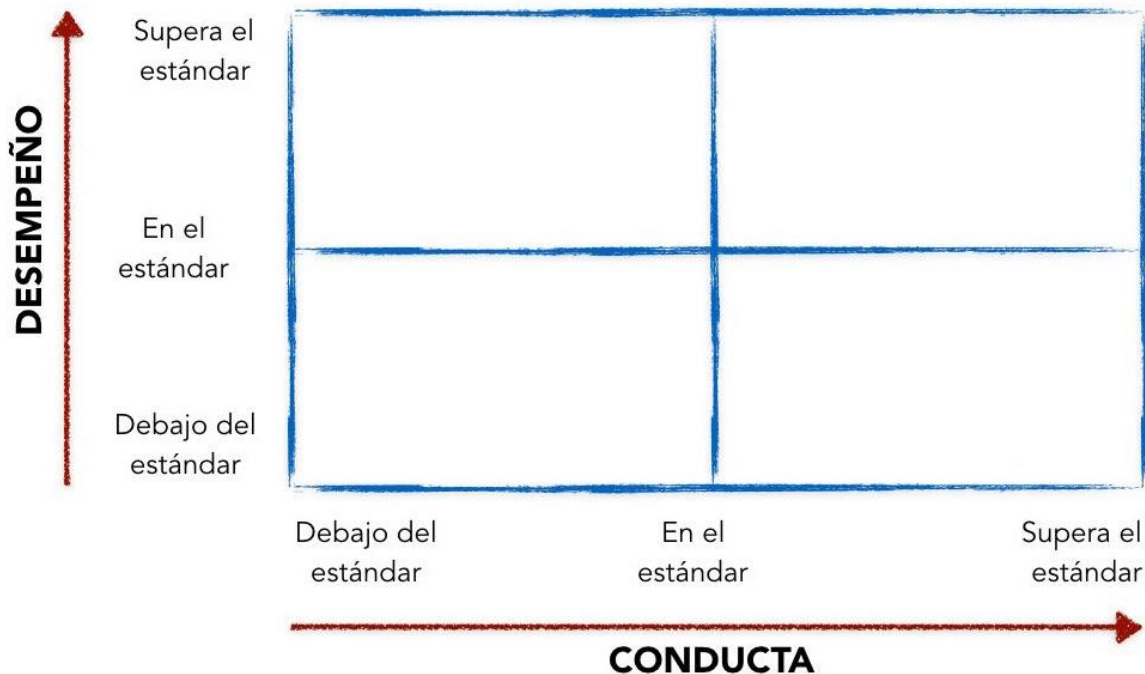 Supera el
estándar
DESEMPEÑO
En el
estándar
Debajo del
estándar
Debajo del
estándar
En el
estándar
Supera el
estándar
CONDUCTA